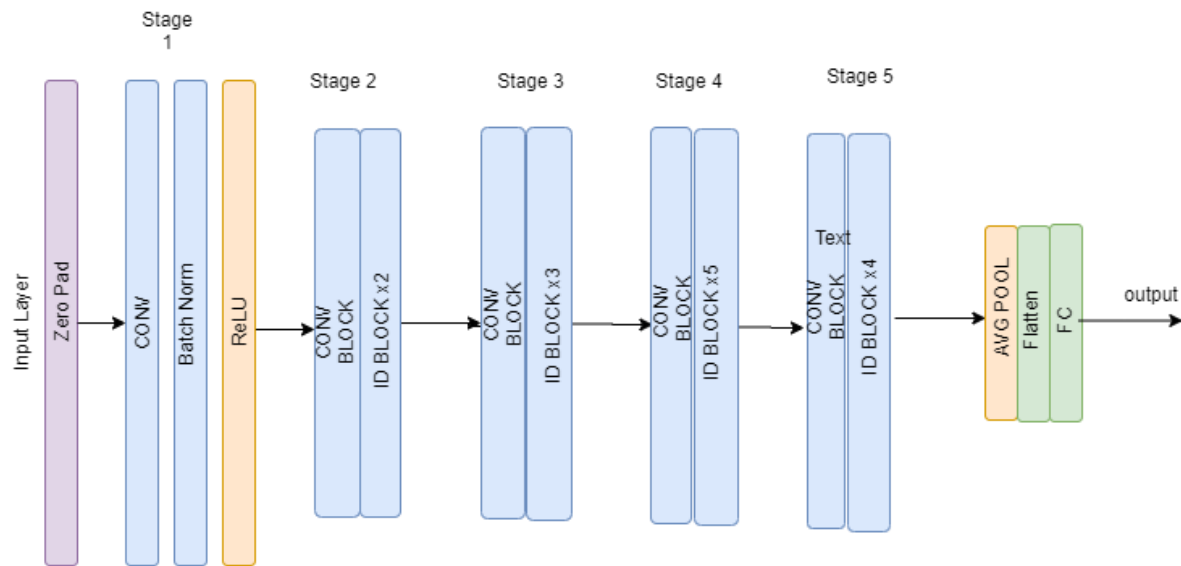 Stage
1
Stage 2
Stage 3
Stage 4
Stage 5
Input Layer
Zero Pad
CONV
Batch Norm
ReLU
CONV
BLOCK
ID BLOCK x2
CONV
BLOCK
ID BLOCK x3
CONV
BLOCK
ID BLOCK x5
Text
CONV
BLOCK
ID BLOCK x4
AVG POOL
Flatten
FC
output